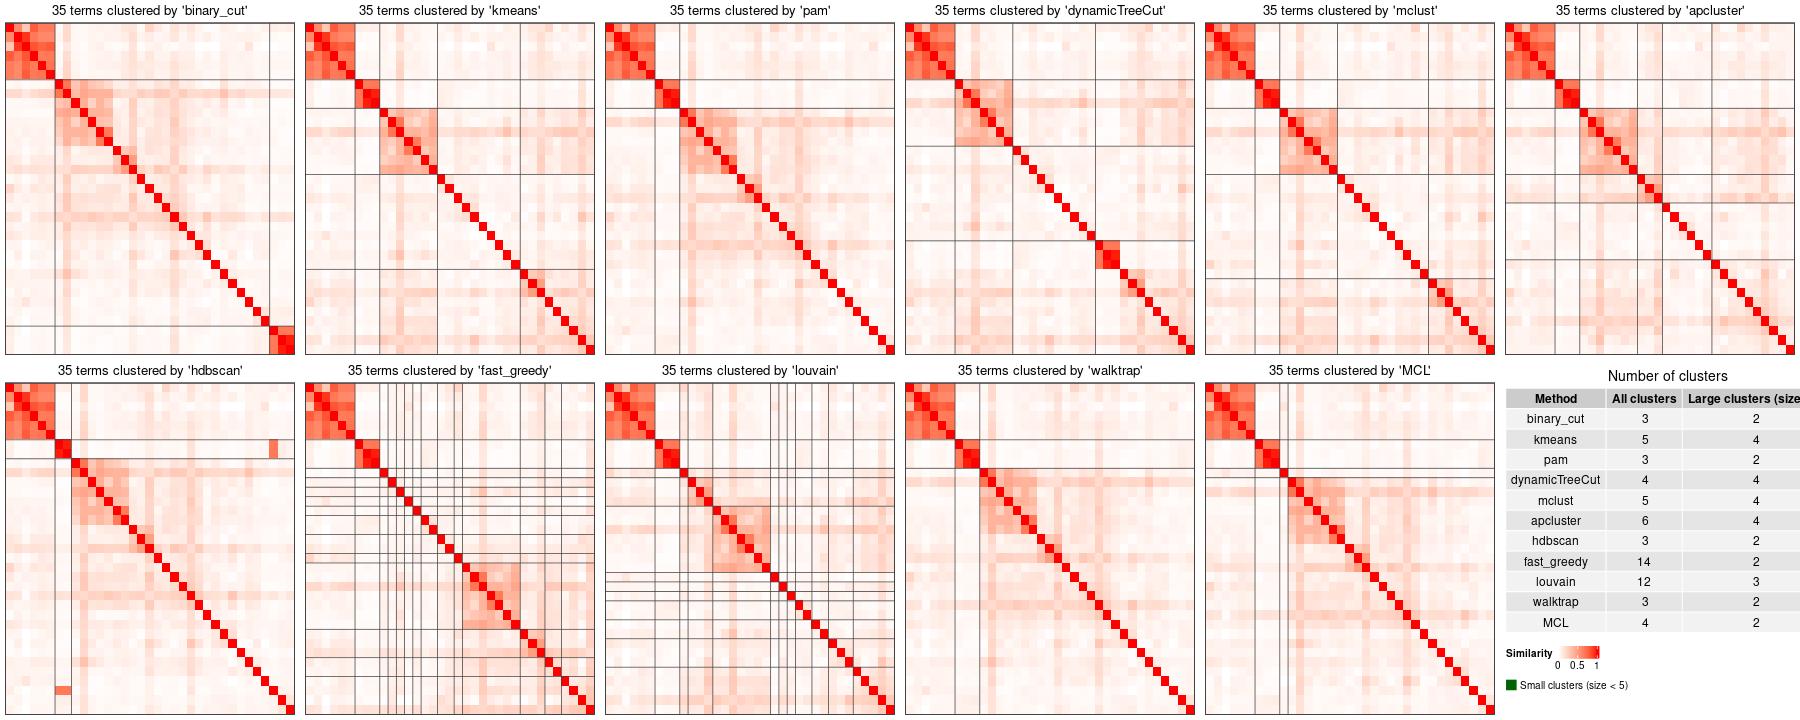 35 terms clustered by 'binary_cut'
35 terms clustered by 'kmeans'
35 terms clustered by 'pam'
35 terms clustered by 'dynamicTreeCut'
35 terms clustered by 'mclust'
35 terms clustered by 'apcluster'
35 terms clustered by 'hdbscan'
35 terms clustered by 'fast_greedy'
35 terms clustered by 'louvain'
35 terms clustered by 'walktrap'
35 terms clustered by 'MCL'
Number of clusters
Method All clusters Large clusters (size
binary_cut 3 2
kmeans 5 4
pam 3 2
dynamicTreeCut 4 4
mclust 5 4
apcluster 6 4
hdbscan 3 2
fast_greedy 14 2
louvain 12 3
walktrap 3 2
MCL 4 2
Similarity
0 0.5 1
Small clusters (size < 5)